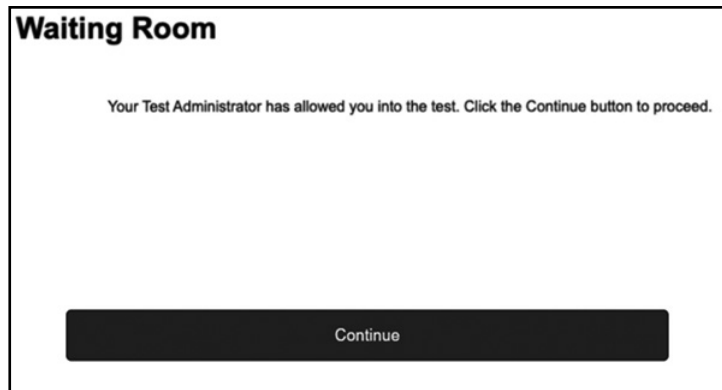 Waiting Room
Your Test Administrator has allowed you into the test. Click the Continue button to proceed.
Continue